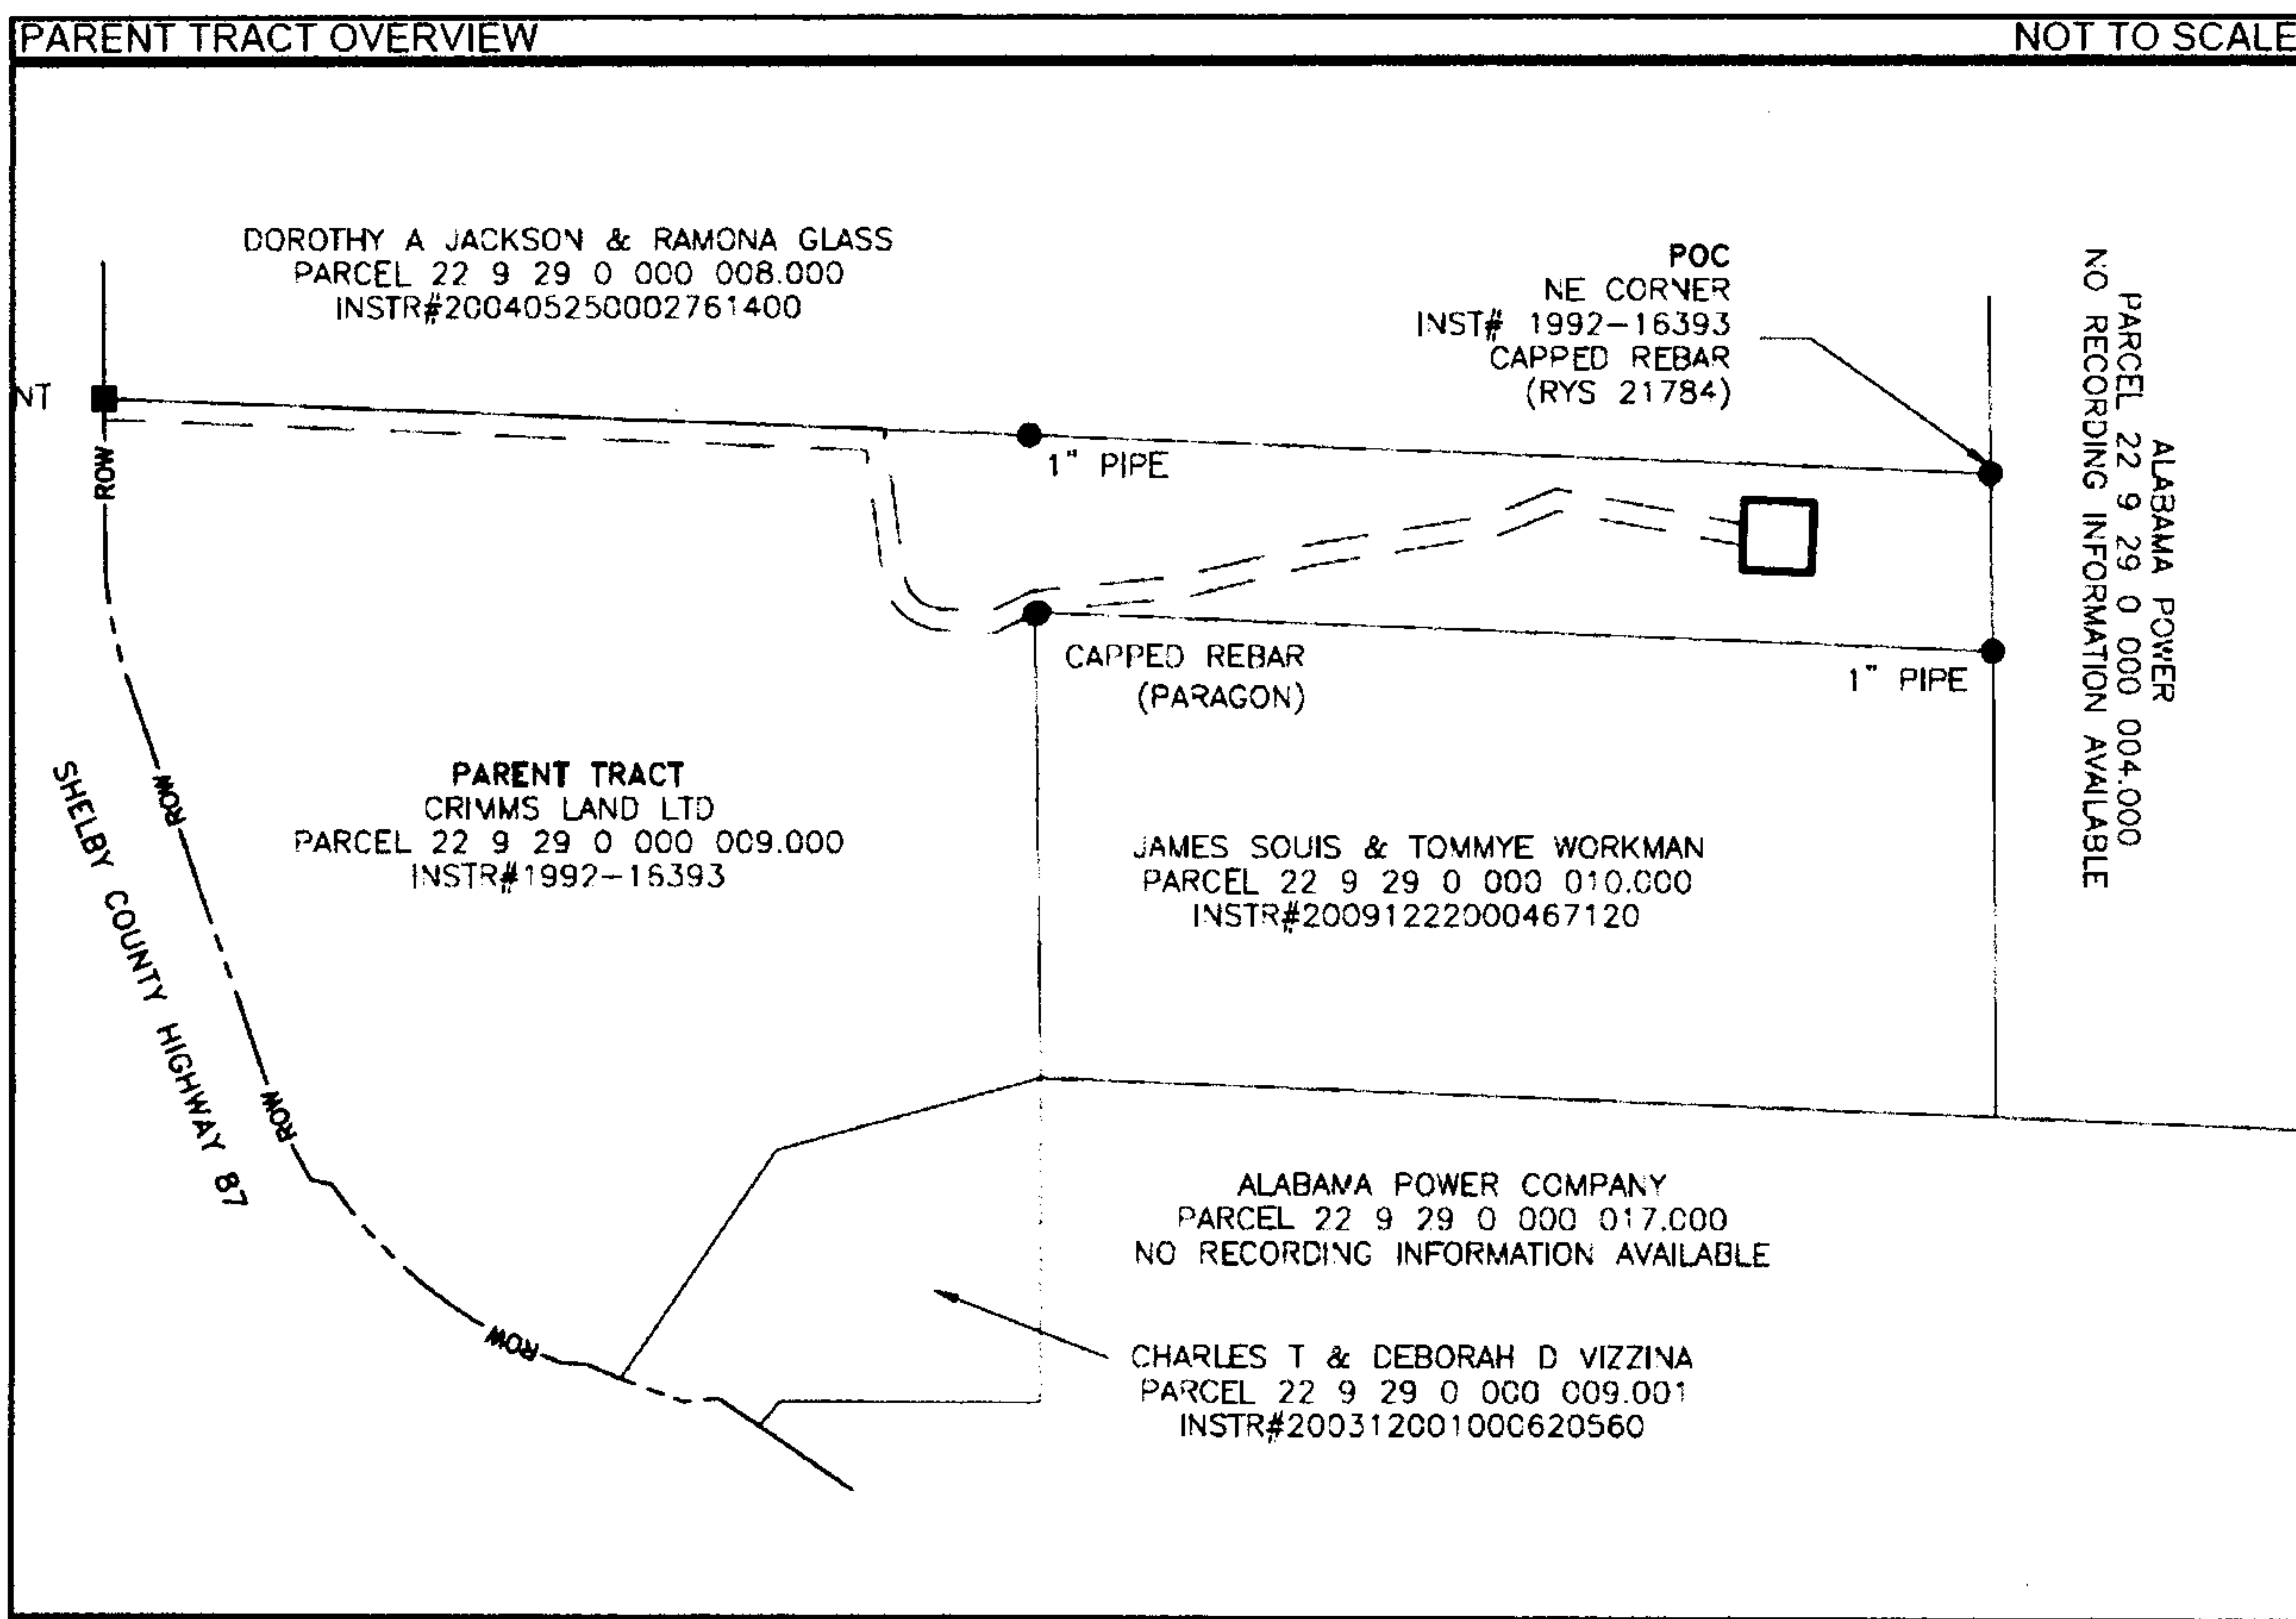 PARENT TRACT OVERVIEW
NOT TO SCALE
DOROTHY A JACKSON & RAMONA GLASS
PARCEL 22 9 29 0 000 008.000
INSTR#200405250002761400
POC
NE CORNER
INST# 1992-16393
CAPPED REBAR
(RYS 21784)
ALABAMA POWER
PARCEL 22 9 29 0 000 004.000
NO RECORDING INFORMATION AVAILABLE
NT
ROW
1" PIPE
CAPPED REBAR
(PARAGON)
1" PIPE
PARENT TRACT
CRIMMS LAND LTD
PARCEL 22 9 29 0 000 009.000
INSTR#1992-16393
ROW
SHELBY COUNTY HIGHWAY 87
JAMES SOUIS & TOMMYE WORKMAN
PARCEL 22 9 29 0 000 010.000
INSTR#20091222000467120
ROW
ALABAMA POWER COMPANY
PARCEL 22 9 29 0 000 017.000
NO RECORDING INFORMATION AVAILABLE
ROW
CHARLES T & DEBORAH D VIZZINA
PARCEL 22 9 29 0 000 009.001
INSTR#200312001000620560